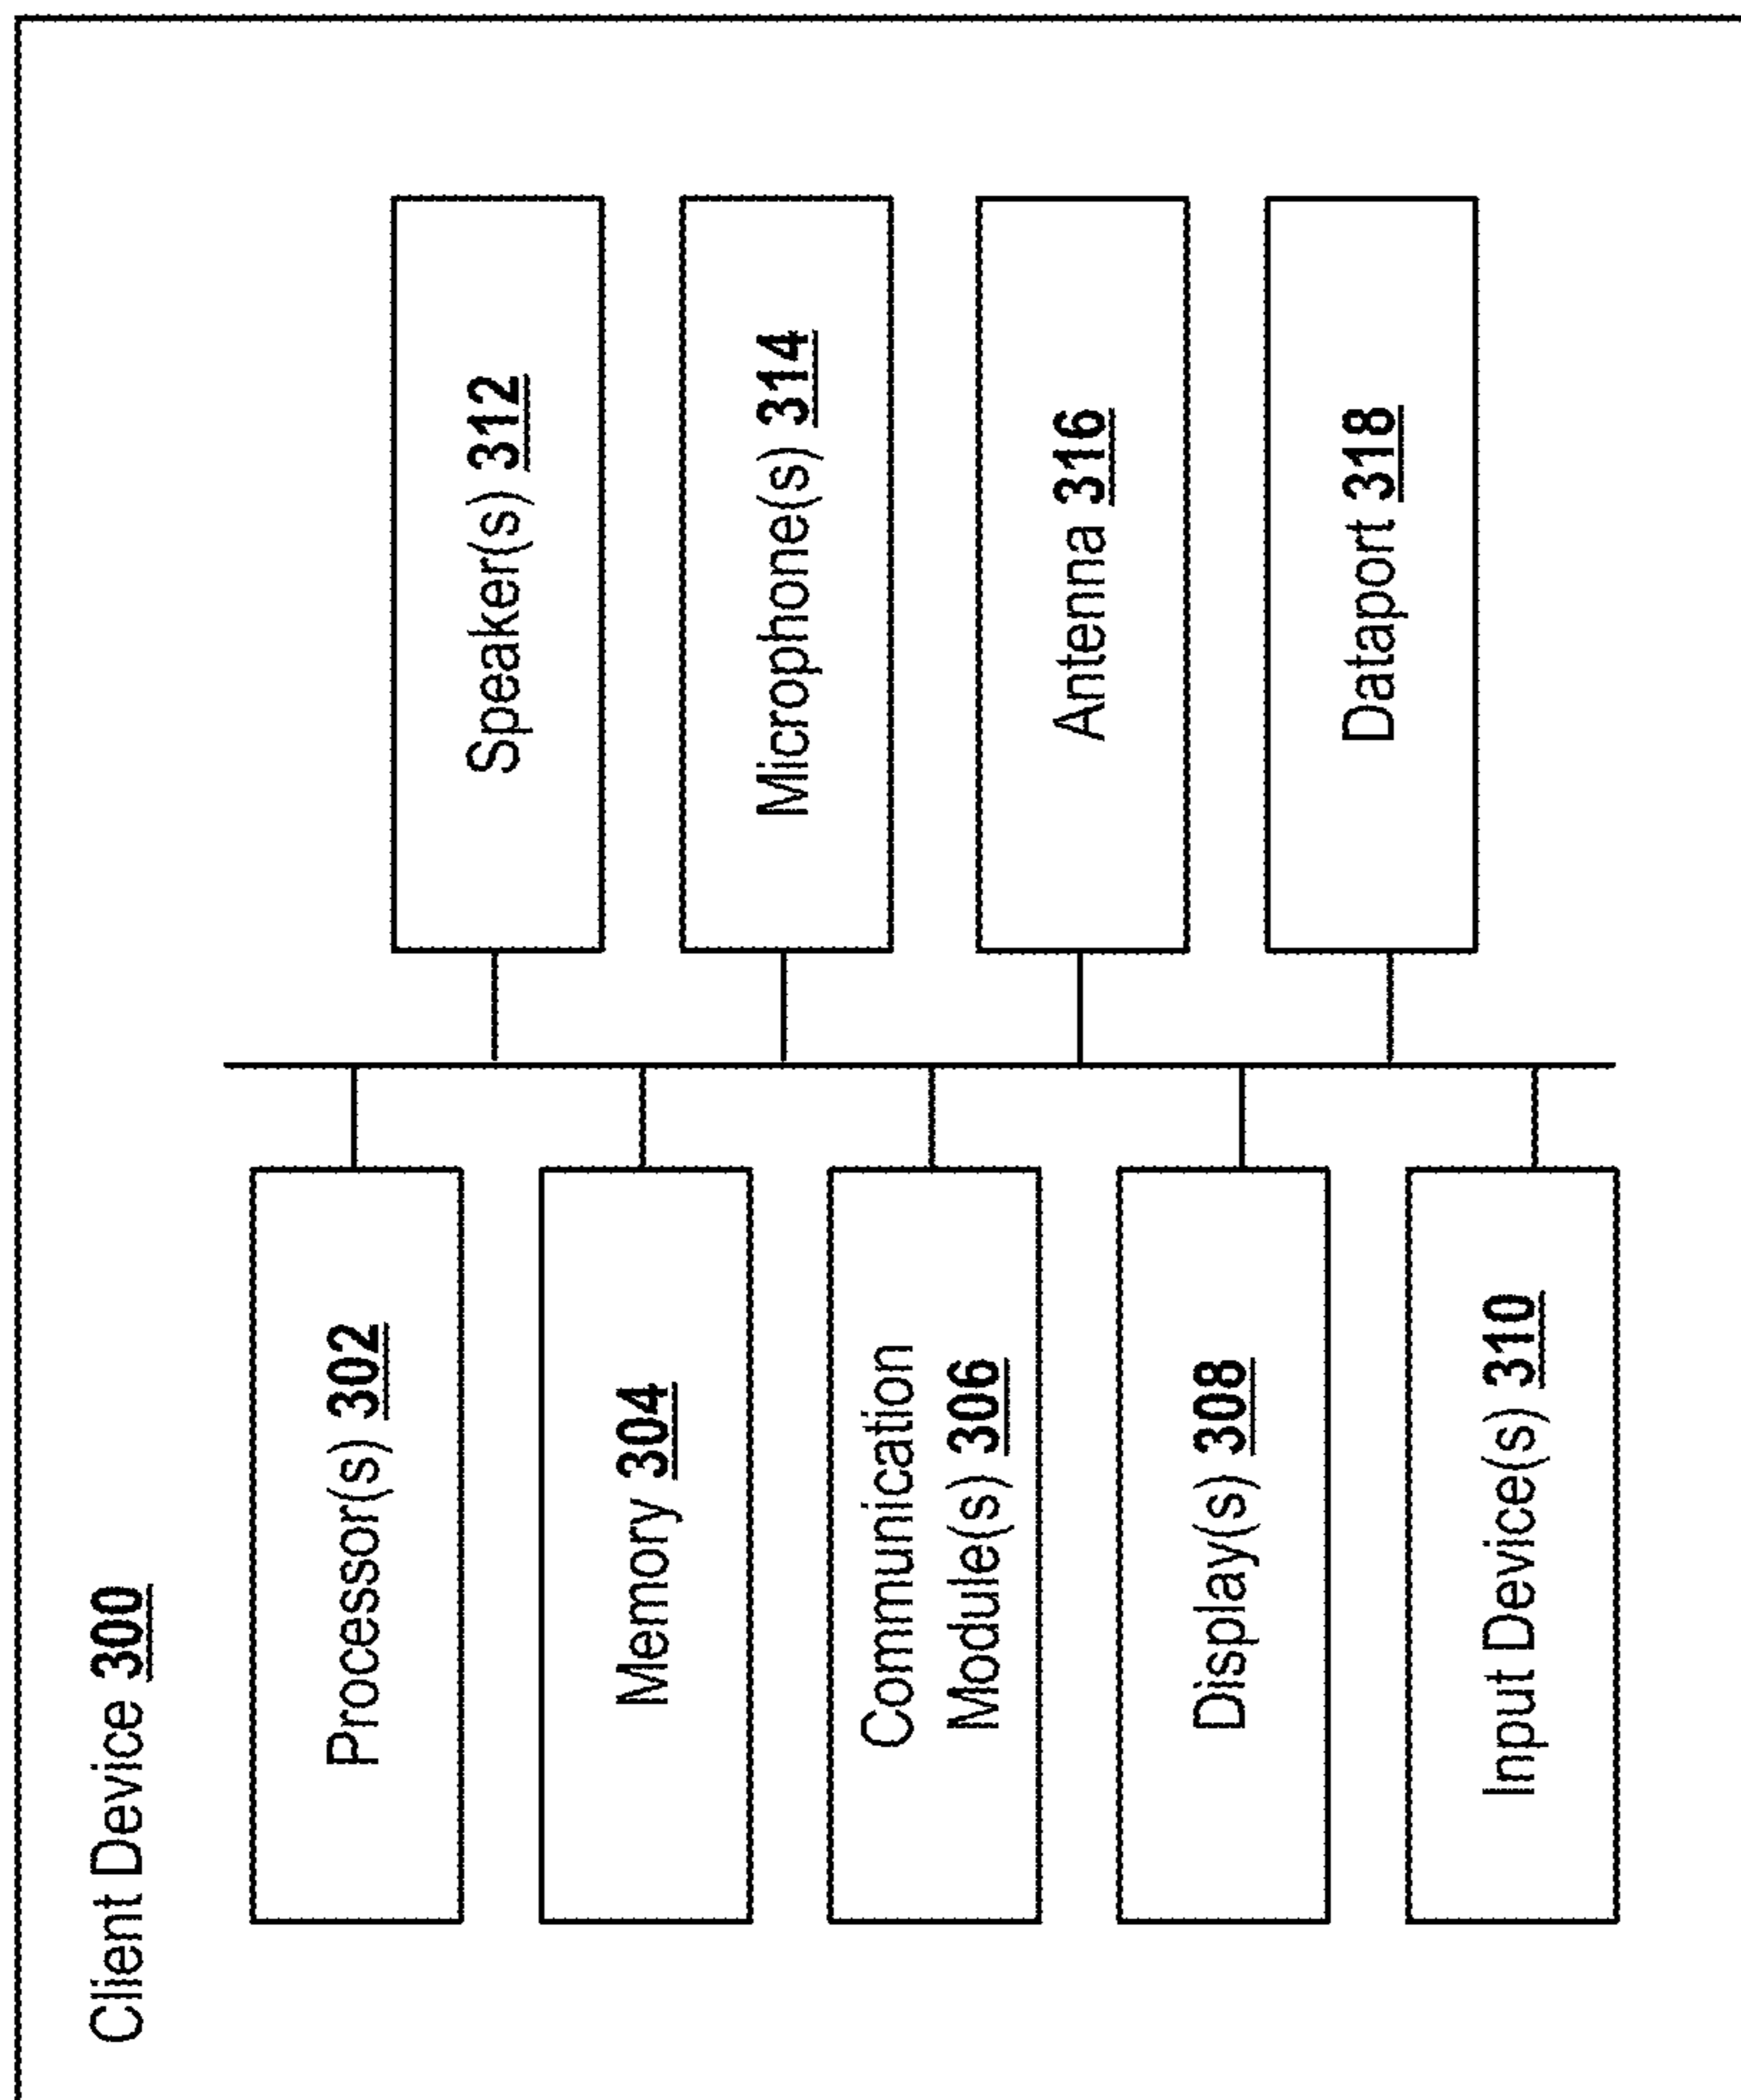 Client Device 300
Processor(s) 302
Memory 304
Communication
Module(s) 306
Display(s) 308
Input Device(s) 310
Speaker(s) 312
Microphone(s) 314
Antenna 316
Dataport 318